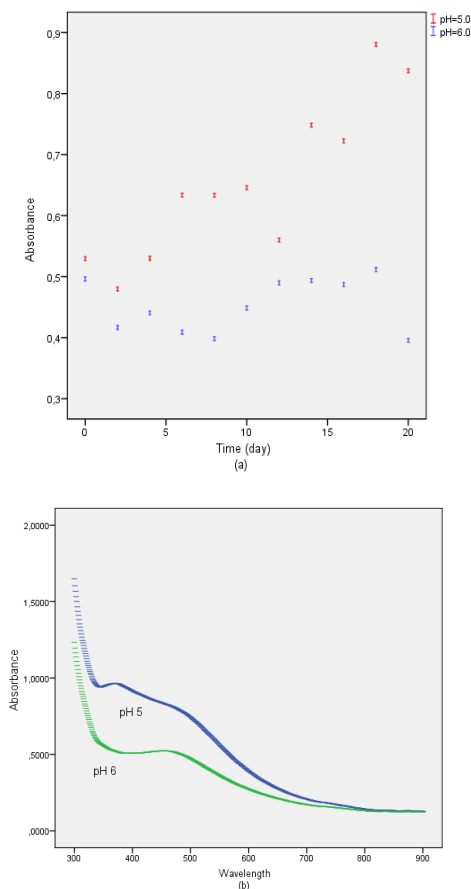 pH=5.0
pH=6.0
0,9
0,8
0,7
0,6
0,5
0,4
0,3
Absorbance
0 5 10 15 20
Time (day)
(a)
2,0000
1,5000
1,0000
,5000
,0000
Absorbance
pH 5
pH 6
300 400 500 600 700 800 900
Wavelength
(b)